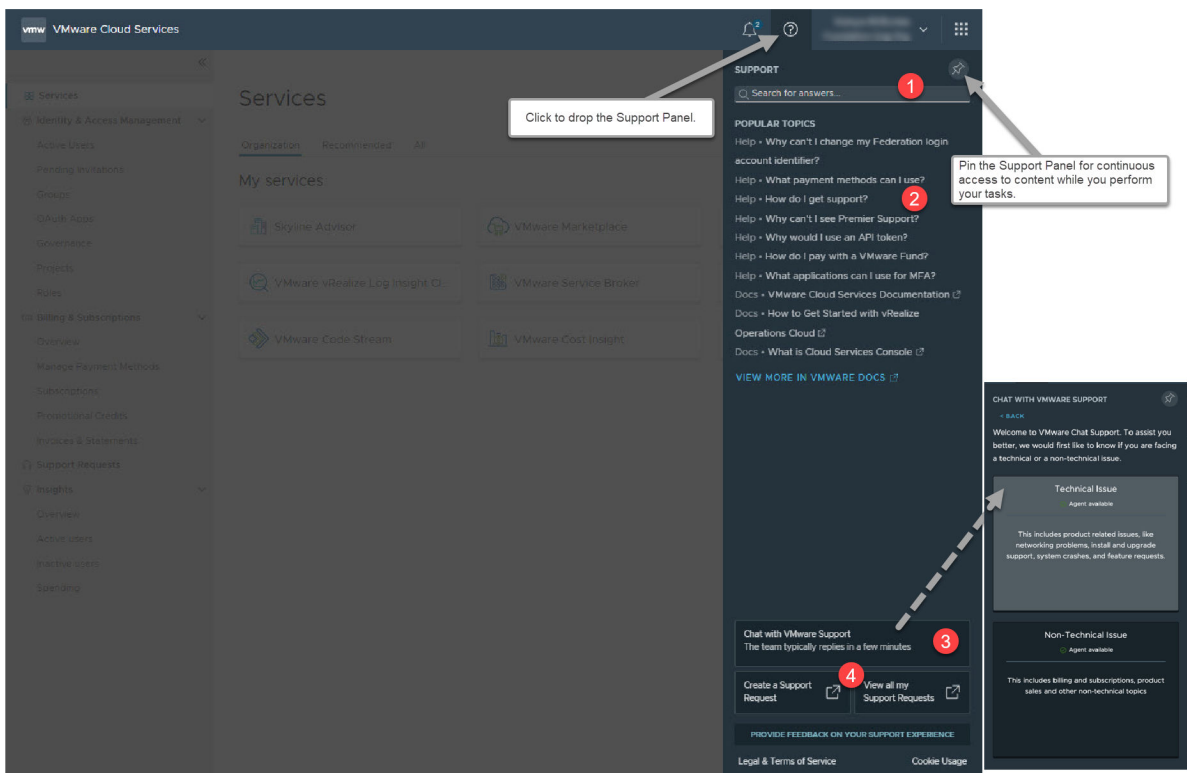 vmw VMware Cloud Services
2
Services
Identity & Access Management
Active Users
Pending Invitations
Groups
OAuth Apps
Governance
Projects
Roles
Billing & Subscriptions
Overview
Manage Payment Methods
Subscriptions
Promotional Credits
Invoices & Statements
Support Requests
Insights
Overview
Active users
Inactive users
Spending
Services
Organization Recommended All
My services
Skyline Advisor
VMware Marketplace
VMware vRealize Log Insight Cl..
VMware Service Broker
VMware Code Stream
VMware Cost Insight
Click to drop the Support Panel.
SUPPORT
1
Search for answers...
POPULAR TOPICS
Help • Why can't I change my Federation login
account identifier?
Help • What payment methods can I use?
Help • How do I get support?
2
Help • Why can't I see Premier Support?
Help • Why would I use an API token?
Help • How do I pay with a VMware Fund?
Help • What applications can I use for MFA?
Docs • VMware Cloud Services Documentation
Docs • How to Get Started with vRealize
Operations Cloud
Docs • What is Cloud Services Console
VIEW MORE IN VMWARE DOCS
Pin the Support Panel for continuous
access to content while you perform
your tasks.
Chat with VMware Support
The team typically replies in a few minutes
3
4
Create a Support
Request
View all my
Support Requests
PROVIDE FEEDBACK ON YOUR SUPPORT EXPERIENCE
Legal & Terms of Service
Cookie Usage
CHAT WITH VMWARE SUPPORT
< BACK
Welcome to VMware Chat Support. To assist you
better, we would first like to know if you are facing
a technical or a non-technical issue.
Technical Issue
Agent available
This includes product related issues, like
networking problems, install and upgrade
support, system crashes, and feature requests.
Non-Technical Issue
Agent available
This includes billing and subscriptions, product
sales and other non-technical topics